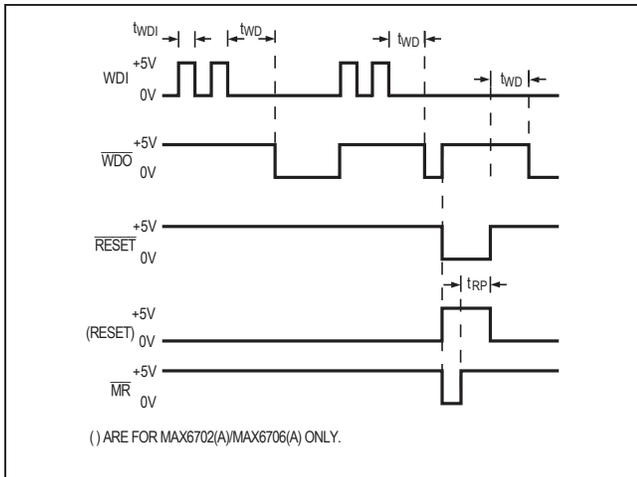 tWDI
tWD
tWD
tWD
+5V
WDI
0V
+5V
WDO
0V
+5V
RESET
0V
tRP
+5V
(RESET)
0V
+5V
MR
0V
( ) ARE FOR MAX6702(A)/MAX6706(A) ONLY.